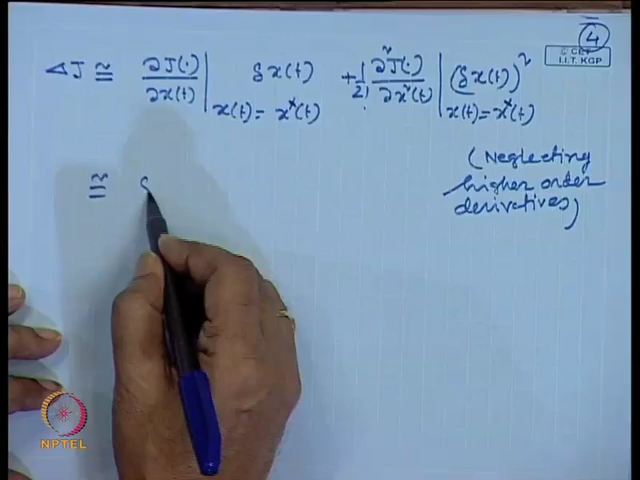 4
© CET
I.I.T. KGP
ΔJ ≅ ∂J(·)/∂x(t) | x(t) = x*(t) δx(t) + 1/2! ∂²J(·)/∂x²(t) | x(t) = x*(t) (δx(t))²
(Neglecting
higher order
derivatives)
≅ δ
NPTEL